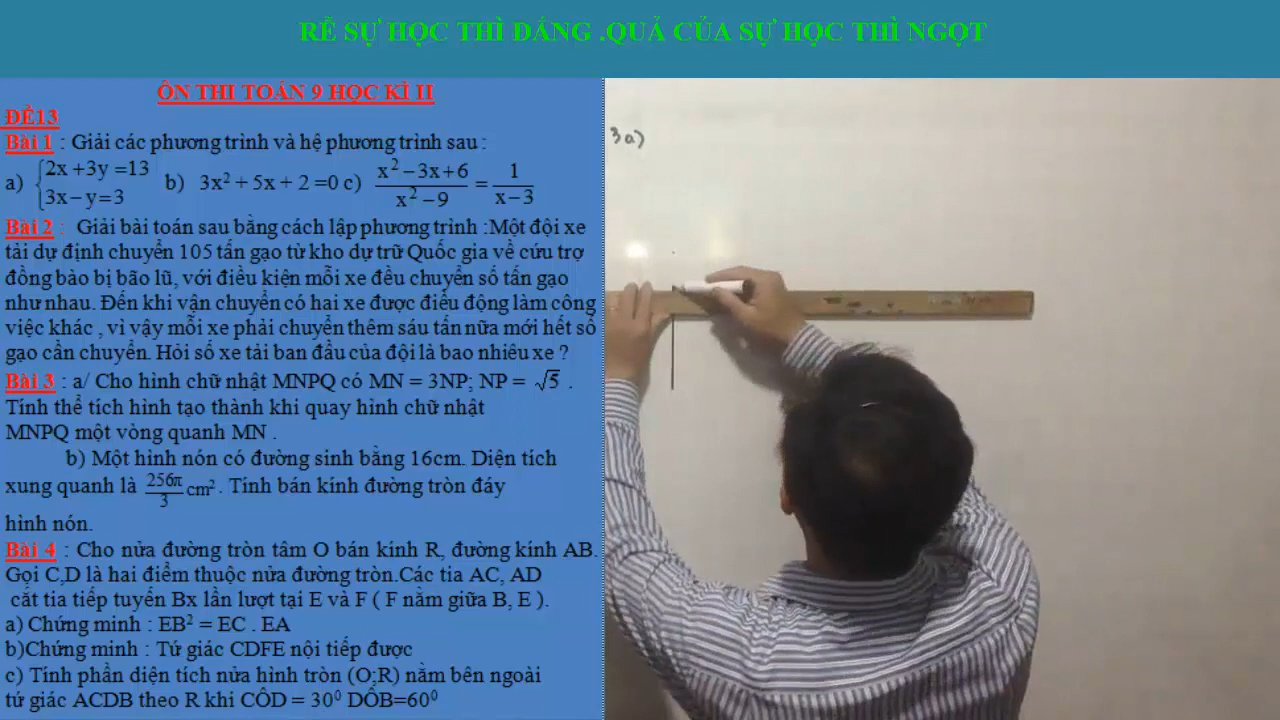 RỄ SỰ HỌC THÌ ĐẮNG .QUẢ CỦA SỰ HỌC THÌ NGỌT
ÔN THI TOÁN 9 HỌC KÌ II
ĐỀ13
Bài 1 : Giải các phương trình và hệ phương trình sau :
a) {2x +3y =13 3x – y = 3 b) 3x² + 5x + 2 =0 c) (x² – 3x + 6)/(x² – 9) = 1/(x – 3)
Bài 2 : Giải bài toán sau bằng cách lập phương trình :Một đội xe
tải dự định chuyển 105 tấn gạo từ kho dự trữ Quốc gia về cứu trợ
đồng bào bị bão lũ, với điều kiện mỗi xe đều chuyển số tấn gạo
như nhau. Đến khi vận chuyển có hai xe được điều động làm công
việc khác , vì vậy mỗi xe phải chuyển thêm sáu tấn nữa mới hết số
gạo cần chuyển. Hỏi số xe tải ban đầu của đội là bao nhiêu xe ?
Bài 3 : a/ Cho hình chữ nhật MNPQ có MN = 3NP; NP = √5 .
Tính thể tích hình tạo thành khi quay hình chữ nhật
MNPQ một vòng quanh MN .
b) Một hình nón có đường sinh bằng 16cm. Diện tích
xung quanh là 256π/3 cm² . Tính bán kính đường tròn đáy
hình nón.
Bài 4 : Cho nửa đường tròn tâm O bán kính R, đường kính AB.
Gọi C,D là hai điểm thuộc nửa đường tròn.Các tia AC, AD
cắt tia tiếp tuyến Bx lần lượt tại E và F ( F nằm giữa B, E ).
a) Chứng minh : EB² = EC . EA
b)Chứng minh : Tứ giác CDFE nội tiếp được
c) Tính phần diện tích nửa hình tròn (O;R) nằm bên ngoài
tứ giác ACDB theo R khi CÔD = 30⁰ DÔB=60⁰
3a)